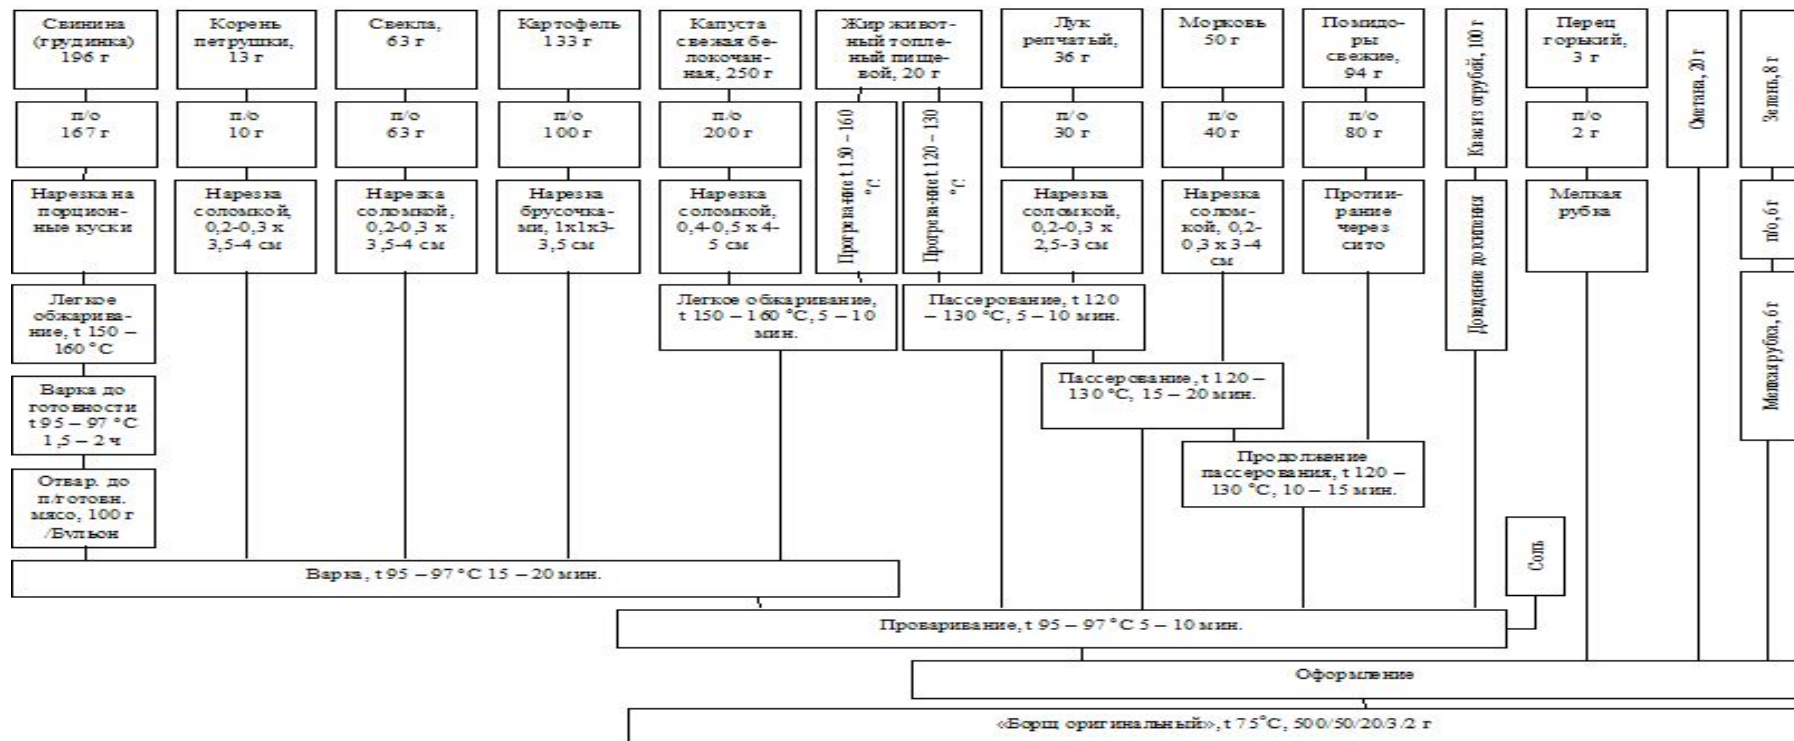 Свинина
(грудинка)
196 г
Корень
петрушки,
13 г
Свекла,
63 г
Картофель
133 г
Капуста
свежая бе-
локочан-
ная, 250 г
Жир живот-
ный топле-
ный пище-
вой, 20 г
Лук
репчатый,
36 г
Морковь
50 г
Помидо-
ры
свежие,
94 г
Квас из отрубей, 100 г
Перец
горький,
3 г
Сметана, 20 г
Зелень, 8 г
п/о
167 г
п/о
10 г
п/о
63 г
п/о
100 г
п/о
200 г
Прогревание t 150 – 160
°С
Прогревание t 120 – 130
°С
п/о
30 г
п/о
40 г
п/о
80 г
п/о
2 г
Нарезка на
порцион-
ные куски
Нарезка
соломкой,
0,2-0,3 х
3,5-4 см
Нарезка
соломкой,
0,2-0,3 х
3,5-4 см
Нарезка
брусочка-
ми, 1х1х3-
3,5 см
Нарезка
соломкой,
0,4-0,5 х 4-
5 см
Нарезка
соломкой,
0,2-0,3 х
2,5-3 см
Нарезка
солом-
кой, 0,2-
0,3 х 3-4
см
Протии-
рание
через
сито
Доведение до кипения
Мелкая
рубка
п/о, 6 г
Легкое
обжарива-
ние, t 150 –
160 °С
Легкое обжаривание,
t 150 – 160 °С, 5 – 10
мин.
Пассерование, t 120
– 130 °С, 5 – 10 мин.
Мелкая рубка, 6 г
Варка до
готовности
t 95 – 97 °С
1,5 – 2 ч
Пассерование, t 120 –
130 °С, 15 – 20 мин.
Отвар. до
п/готовн.
мясо, 100 г
/Бульон
Продолжение
пассерования, t 120 –
130 °С, 10 – 15 мин.
Соль
Варка, t 95 – 97 °С 15 – 20 мин.
Проваривание, t 95 – 97 °С 5 – 10 мин.
Оформление
«Борщ оригинальный», t 75°С, 500/50/20/3/2 г